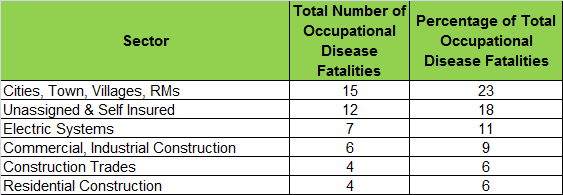 Sector Total Number of Occupational Disease Fatalities Percentage of Total Occupational Disease Fatalities
Cities, Town, Villages, RMs 15 23
Unassigned & Self Insured 12 18
Electric Systems 7 11
Commercial, Industrial Construction 6 9
Construction Trades 4 6
Residential Construction 4 6